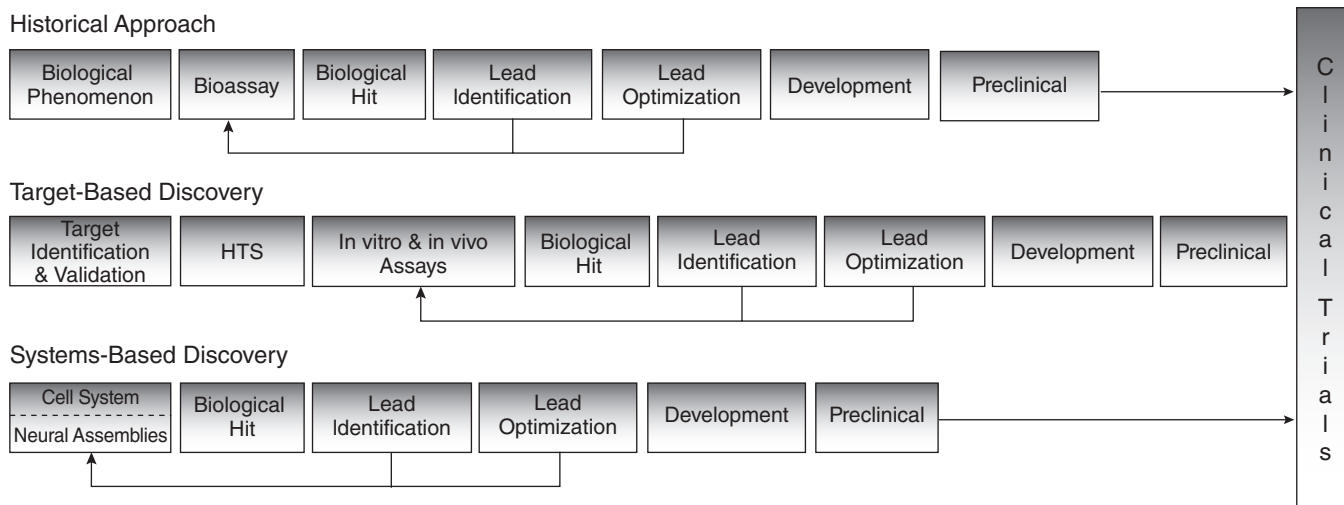 Historical Approach
Biological
Phenomenon
Bioassay
Biological
Hit
Lead
Identification
Lead
Optimization
Development
Preclinical
Target-Based Discovery
Target
Identification
& Validation
HTS
In vitro & in vivo
Assays
Biological
Hit
Lead
Identification
Lead
Optimization
Development
Preclinical
Systems-Based Discovery
Cell System
Neural Assemblies
Biological
Hit
Lead
Identification
Lead
Optimization
Development
Preclinical
Clinical Trials